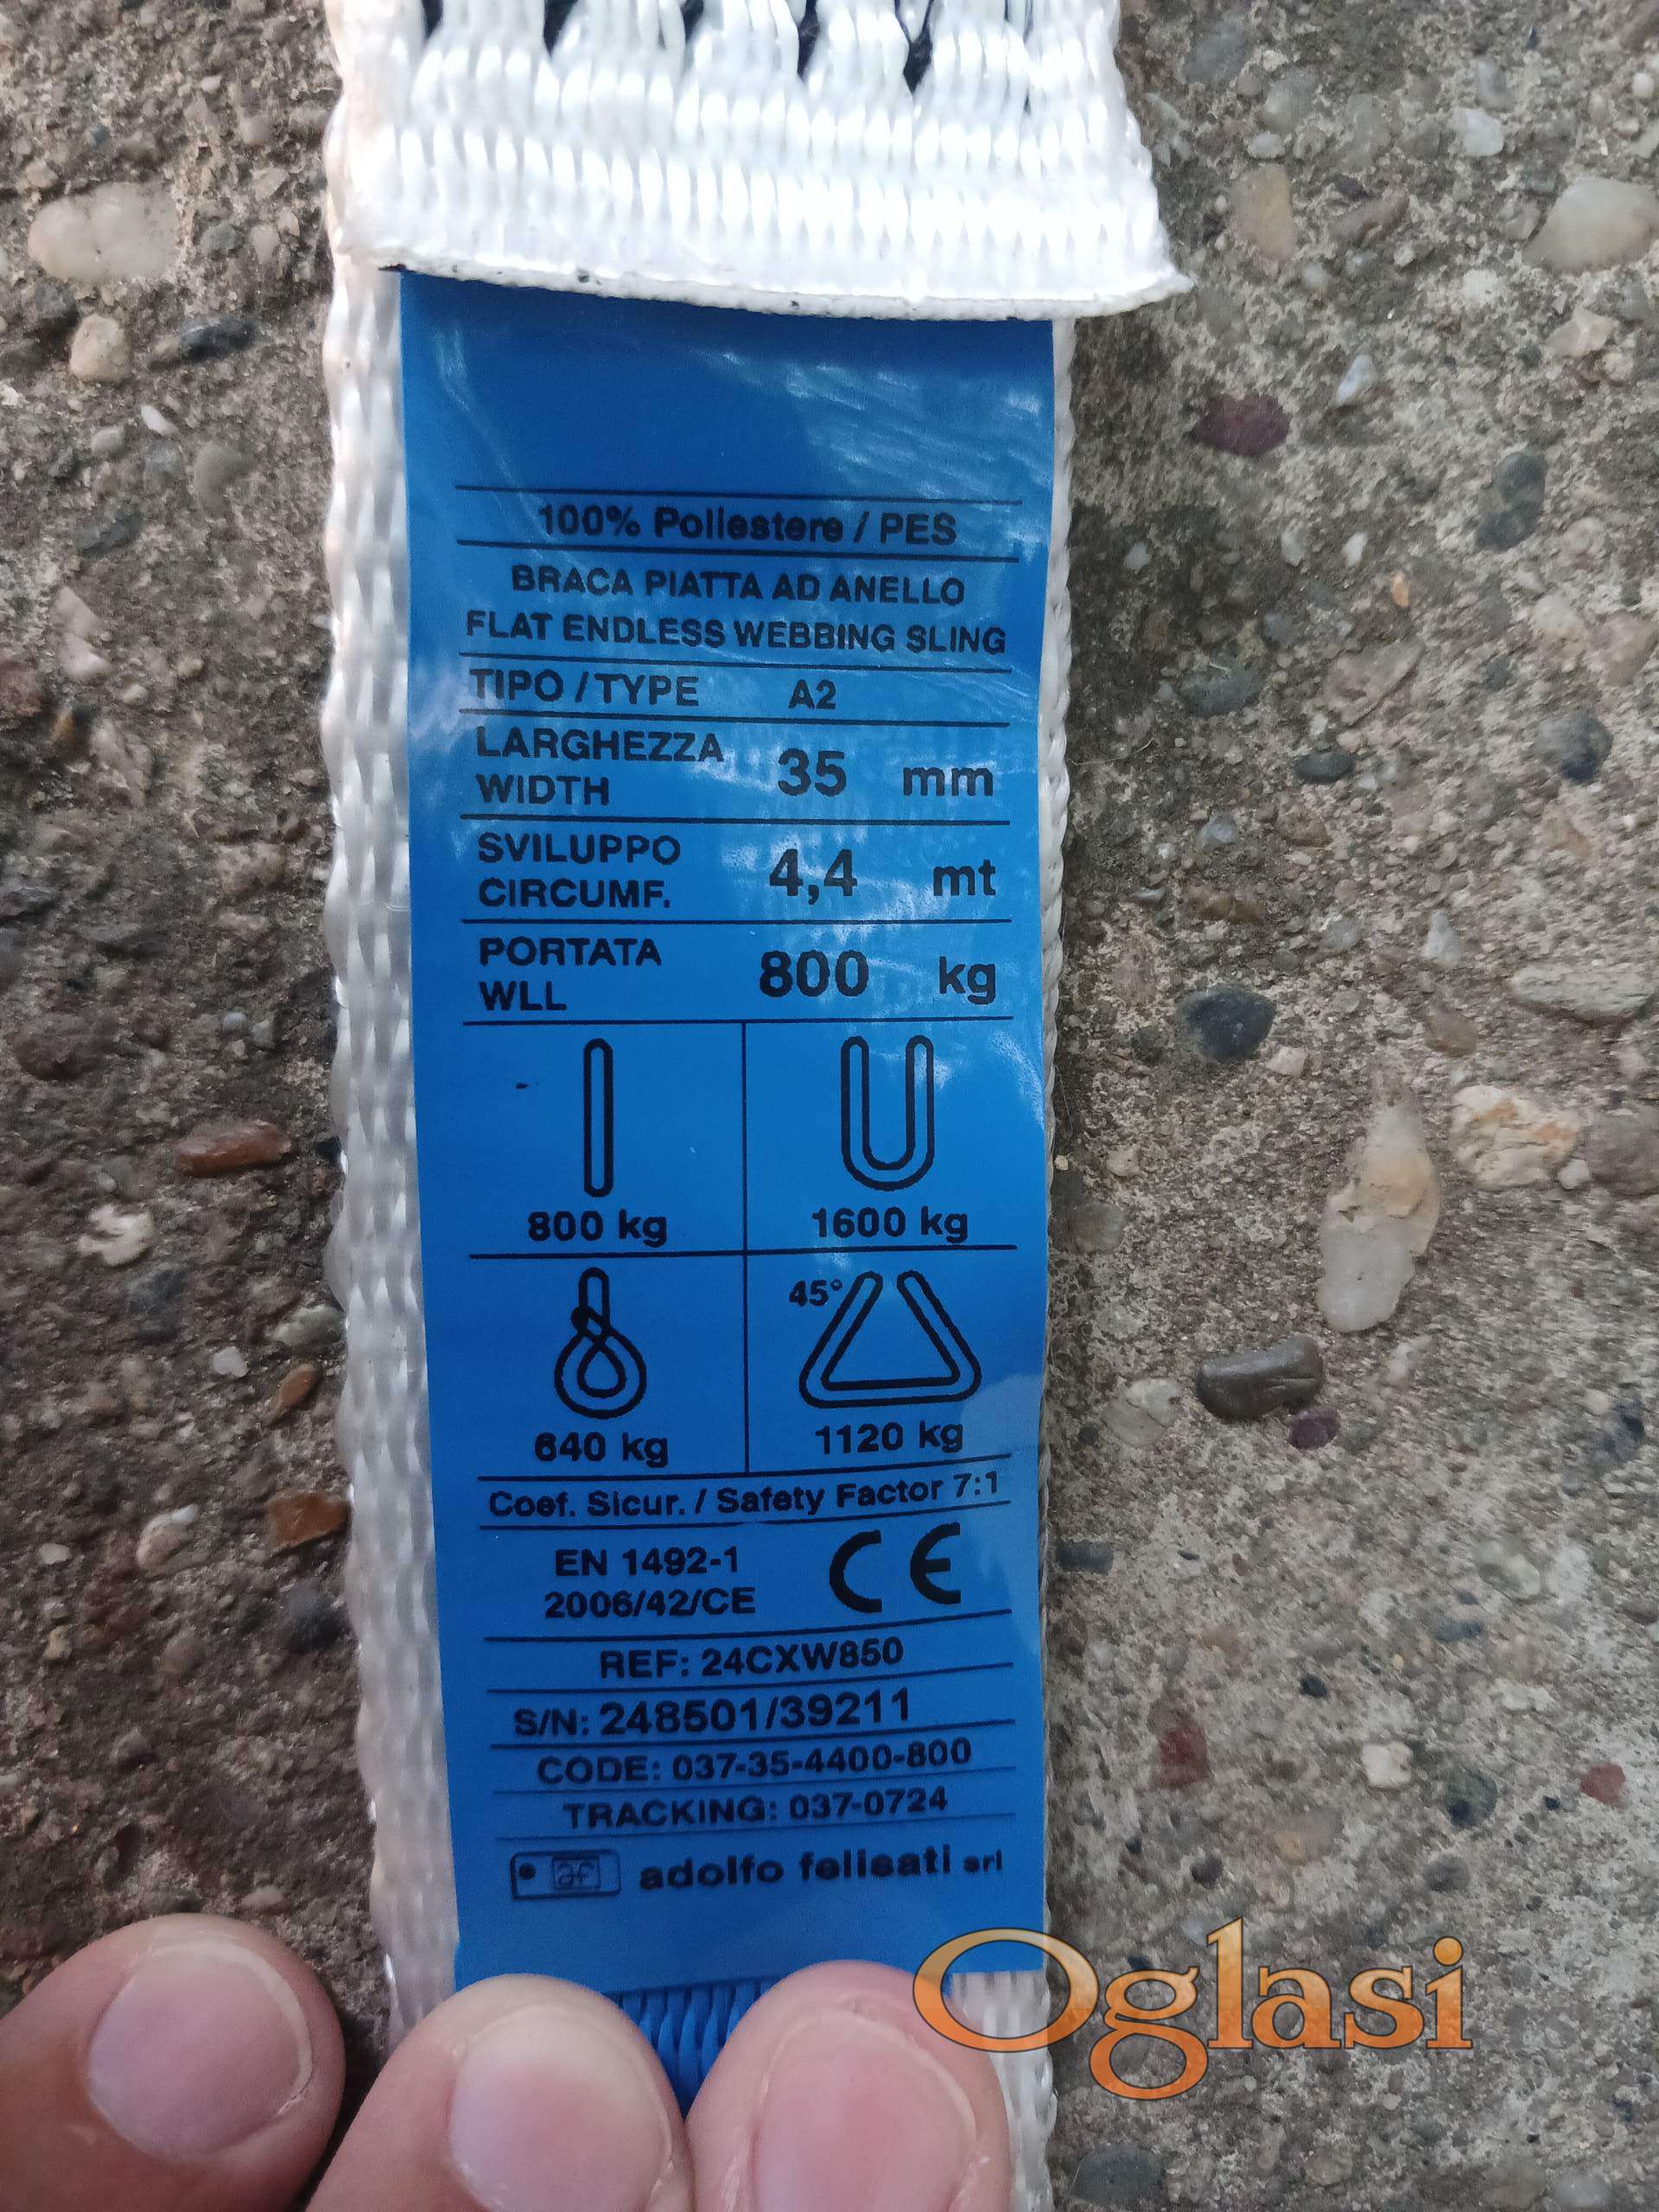 100% Poliestere / PES
BRACA PIATTA AD ANELLO
FLAT ENDLESS WEBBING SLING
TIPO / TYPE A2
LARGHEZZA
WIDTH 35 mm
SVILUPPO
CIRCUMF. 4,4 mt
PORTATA
WLL 800 kg
800 kg 1600 kg
45°
640 kg 1120 kg
Coef. Sicur. / Safety Factor 7:1
EN 1492-1
2006/42/CE CE
REF: 24CXW850
S/N: 248501/39211
CODE: 037-35-4400-800
TRACKING: 037-0724
af adolfo felisati srl
Oglasi